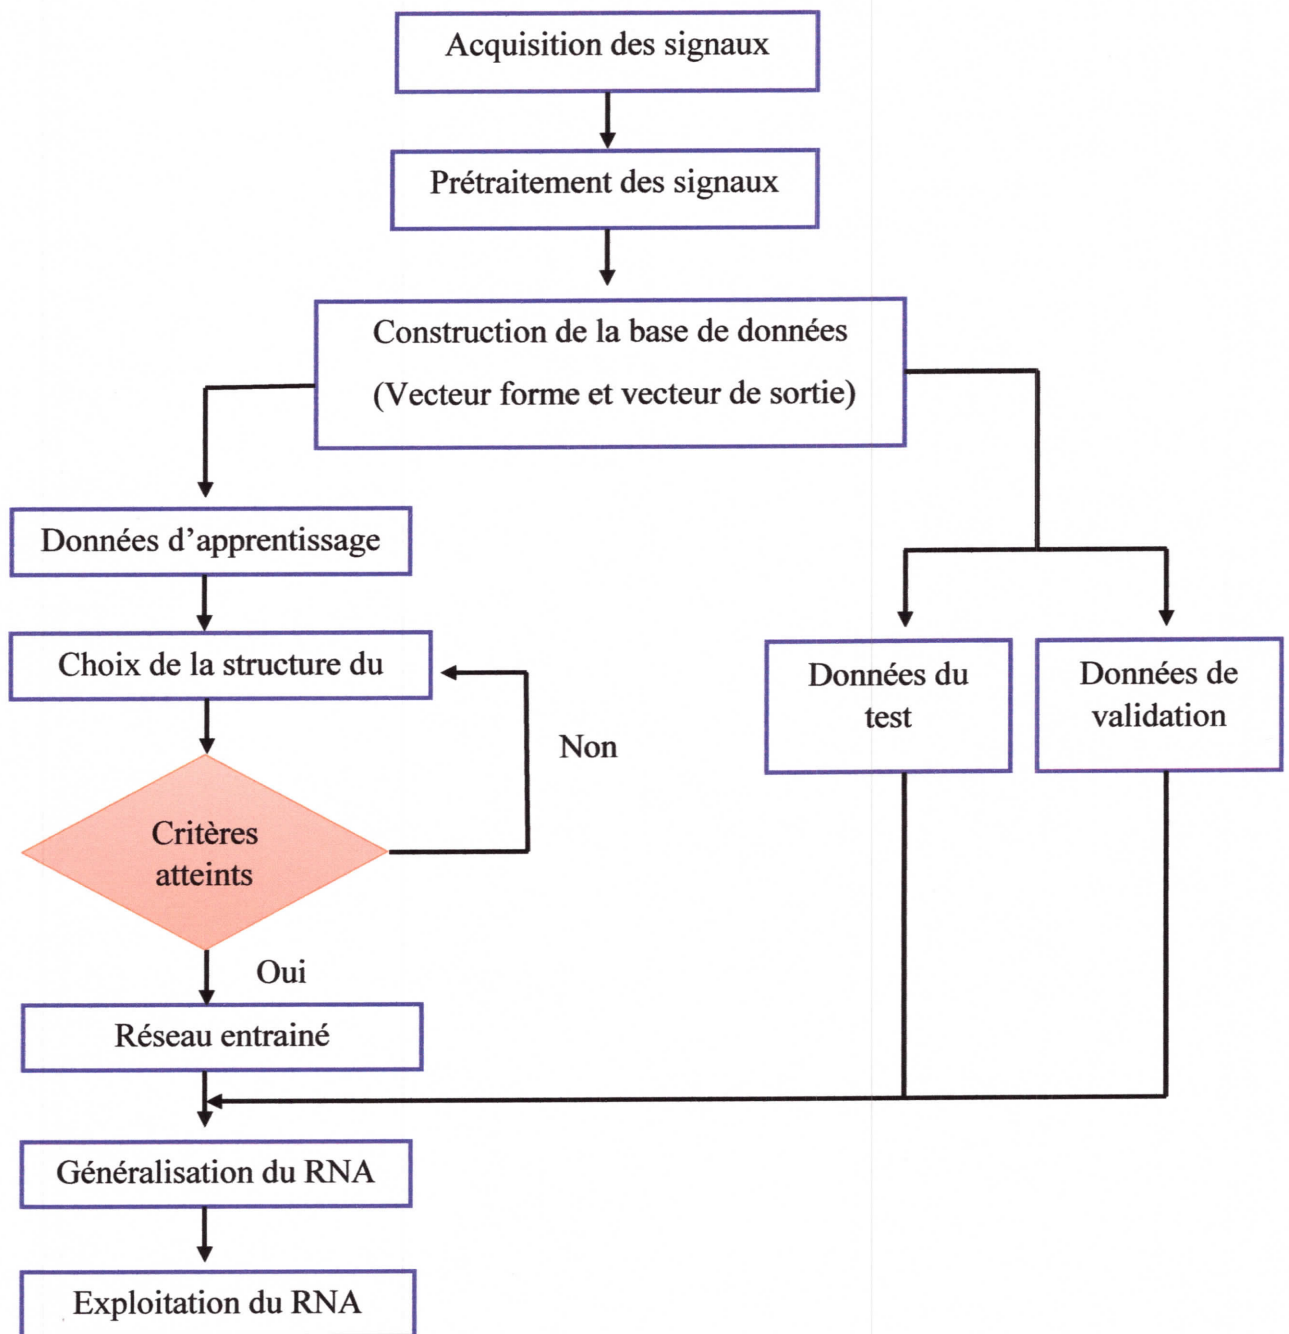 Acquisition des signaux
Prétraitement des signaux
Construction de la base de données
(Vecteur forme et vecteur de sortie)
Données d’apprentissage
Choix de la structure du
Données du
test
Données de
validation
Non
Critères
atteints
Oui
Réseau entrainé
Généralisation du RNA
Exploitation du RNA